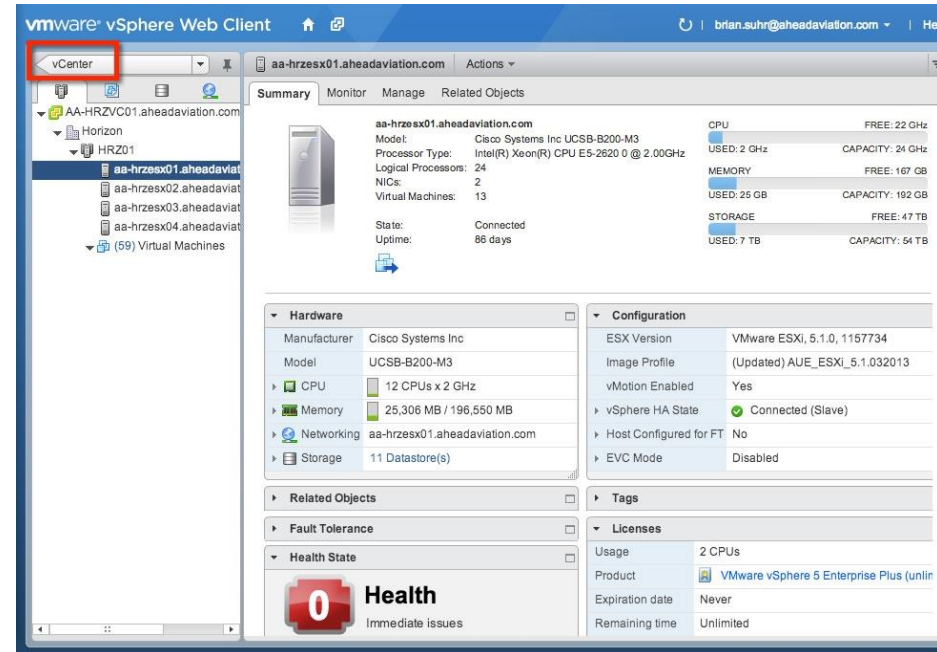 vmware® vSphere Web Client
brian.suhr@aheadaviation.com
He
vCenter
AA-HRZVC01.aheadaviation.com
Horizon
HRZ01
aa-hrzesx01.aheadaviat
aa-hrzesx02.aheadaviat
aa-hrzesx03.aheadaviat
aa-hrzesx04.aheadaviat
(59) Virtual Machines
aa-hrzesx01.aheadaviation.com Actions
Summary Monitor Manage Related Objects
aa-hrzesx01.aheadaviation.com
Model: Cisco Systems Inc UCSB-B200-M3
Processor Type: Intel(R) Xeon(R) CPU E5-2620 0 @ 2.00GHz
Logical Processors: 24
NICs: 2
Virtual Machines: 13
State: Connected
Uptime: 86 days
CPU FREE: 22 GHz
USED: 2 GHz CAPACITY: 24 GHz
MEMORY FREE: 167 GB
USED: 25 GB CAPACITY: 192 GB
STORAGE FREE: 47 TB
USED: 7 TB CAPACITY: 54 TB
Hardware
Manufacturer Cisco Systems Inc
Model UCSB-B200-M3
CPU 12 CPUs x 2 GHz
Memory 25,306 MB / 196,550 MB
Networking aa-hrzesx01.aheadaviation.com
Storage 11 Datastore(s)
Related Objects
Fault Tolerance
Health State
0
Health
Immediate issues
Configuration
ESX Version VMware ESXi, 5.1.0, 1157734
Image Profile (Updated) AUE_ESXi_5.1.032013
vMotion Enabled Yes
vSphere HA State Connected (Slave)
Host Configured for FT No
EVC Mode Disabled
Tags
Licenses
Usage 2 CPUs
Product VMware vSphere 5 Enterprise Plus (unlim
Expiration date Never
Remaining time Unlimited